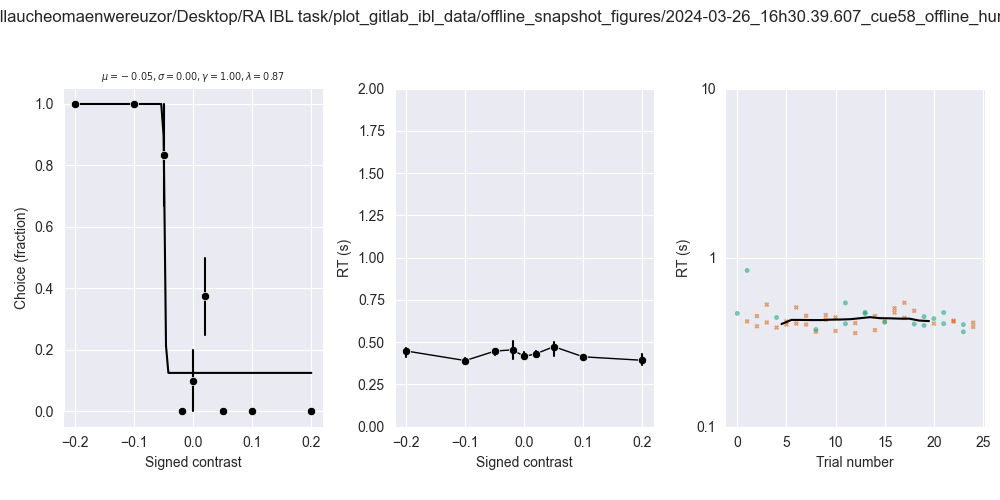 llaucheomaenwereuzor/Desktop/RA IBL task/plot_gitlab_ibl_data/offline_snapshot_figures/2024-03-26_16h30.39.607_cue58_offline_hu
μ = − 0.05, σ = 0.00, γ = 1.00, λ = 0.87
Choice (fraction)
1.0
0.8
0.6
0.4
0.2
0.0
−0.2 −0.1 0.0 0.1 0.2
Signed contrast
RT (s)
2.00
1.75
1.50
1.25
1.00
0.75
0.50
0.25
0.00
−0.2 −0.1 0.0 0.1 0.2
Signed contrast
RT (s)
10
1
0.1
0 5 10 15 20 25
Trial number